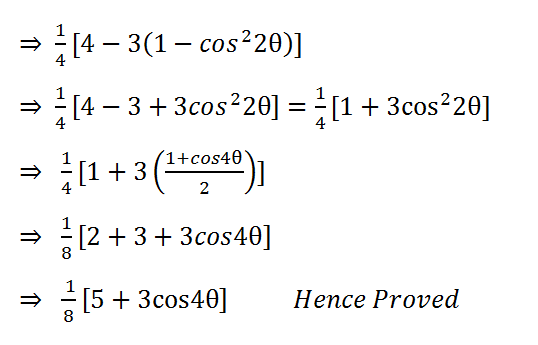 ⇒ 1/4 [4 − 3(1 − cos²2θ)]
⇒ 1/4 [4 − 3 + 3cos²2θ] = 1/4 [1 + 3cos²2θ]
⇒ 1/4 [1 + 3 ((1+cos4θ)/2)]
⇒ 1/8 [2 + 3 + 3cos4θ]
⇒ 1/8 [5 + 3cos4θ] Hence Proved